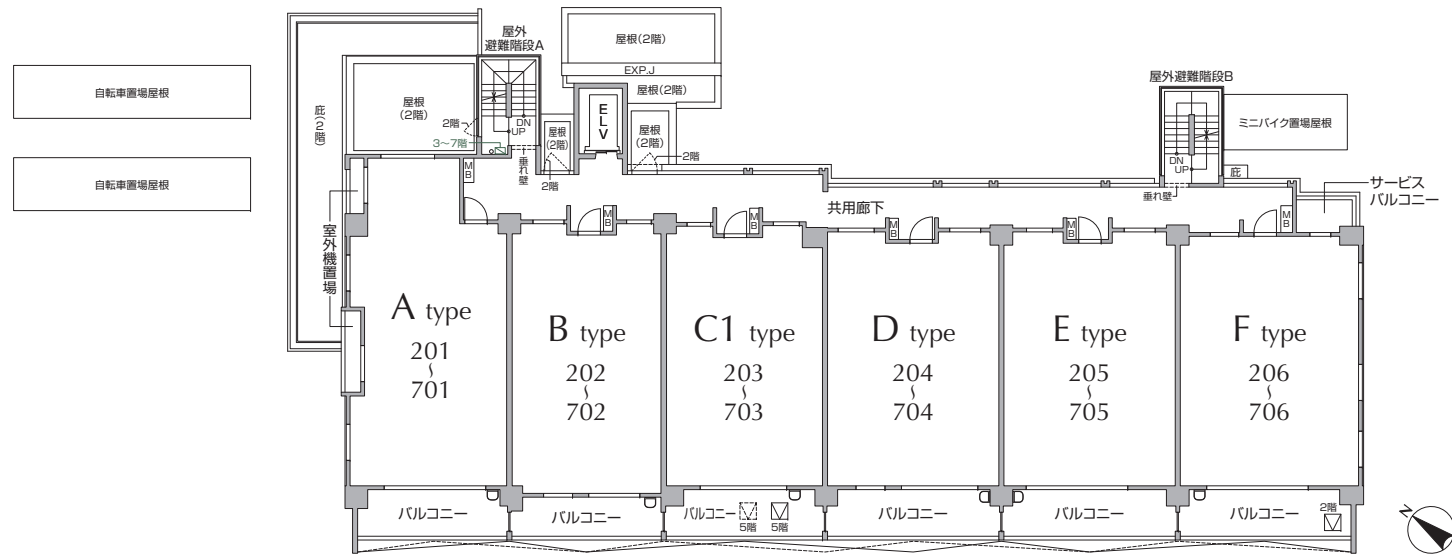 屋外
避難階段A
屋根(2階)
EXP.J
屋根(2階)
屋外避難階段B
自転車置場屋根
自転車置場屋根
庇(2階)
屋根
(2階)
2階
DN
UP
3〜7階
垂れ壁
屋根
(2階)
2階
ELV
屋根
(2階)
2階
DN
UP
垂れ壁
ミニバイク置場屋根
庇
サービス
バルコニー
共用廊下
MB
MB
MB
MB
MB
MB
室外機置場
A type
201
〜
701
B type
202
〜
702
C1 type
203
〜
703
D type
204
〜
704
E type
205
〜
705
F type
206
〜
706
バルコニー
バルコニー
バルコニー
5階
5階
バルコニー
バルコニー
バルコニー
2階
N